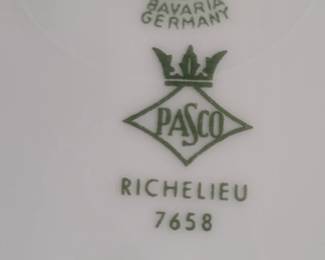 BAVARIA
GERMANY
PASCO
RICHELIEU
7658